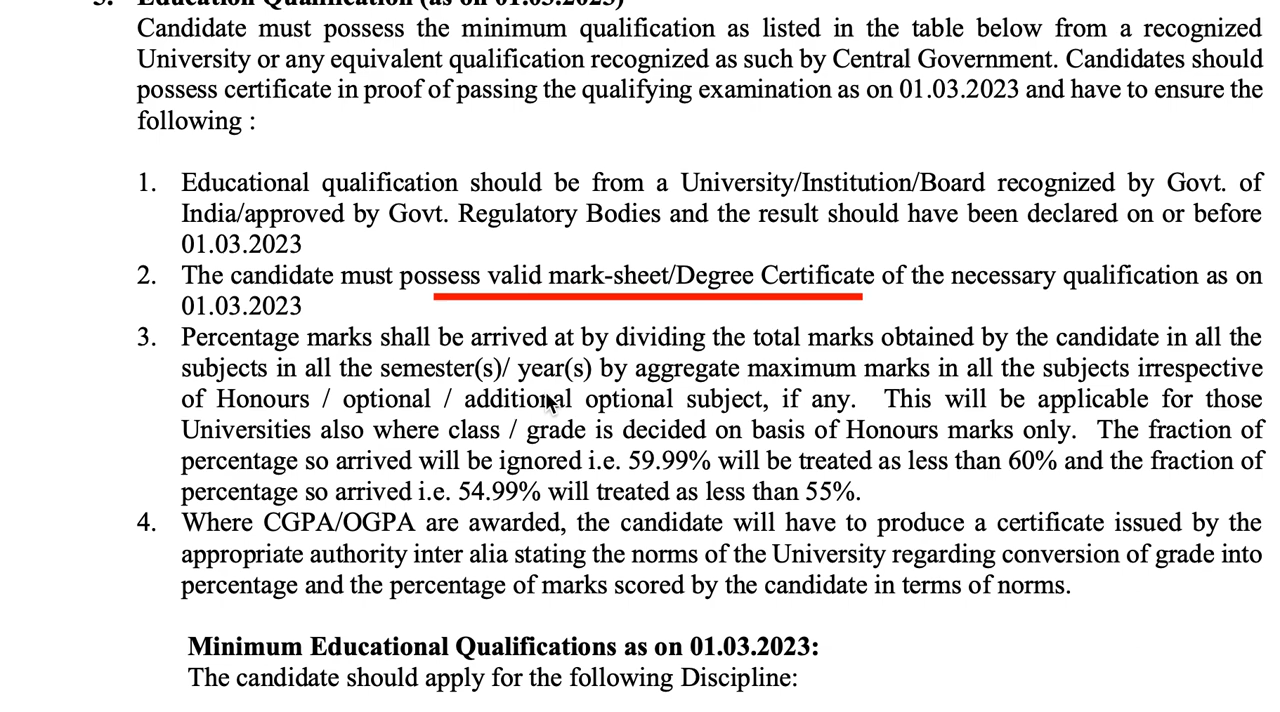 5. Education Qualification (as on 01.03.2023)
Candidate must possess the minimum qualification as listed in the table below from a recognized
University or any equivalent qualification recognized as such by Central Government. Candidates should
possess certificate in proof of passing the qualifying examination as on 01.03.2023 and have to ensure the
following :
1. Educational qualification should be from a University/Institution/Board recognized by Govt. of
India/approved by Govt. Regulatory Bodies and the result should have been declared on or before
01.03.2023
2. The candidate must possess valid mark-sheet/Degree Certificate of the necessary qualification as on
01.03.2023
3. Percentage marks shall be arrived at by dividing the total marks obtained by the candidate in all the
subjects in all the semester(s)/ year(s) by aggregate maximum marks in all the subjects irrespective
of Honours / optional / additional optional subject, if any. This will be applicable for those
Universities also where class / grade is decided on basis of Honours marks only. The fraction of
percentage so arrived will be ignored i.e. 59.99% will be treated as less than 60% and the fraction of
percentage so arrived i.e. 54.99% will treated as less than 55%.
4. Where CGPA/OGPA are awarded, the candidate will have to produce a certificate issued by the
appropriate authority inter alia stating the norms of the University regarding conversion of grade into
percentage and the percentage of marks scored by the candidate in terms of norms.
Minimum Educational Qualifications as on 01.03.2023:
The candidate should apply for the following Discipline: